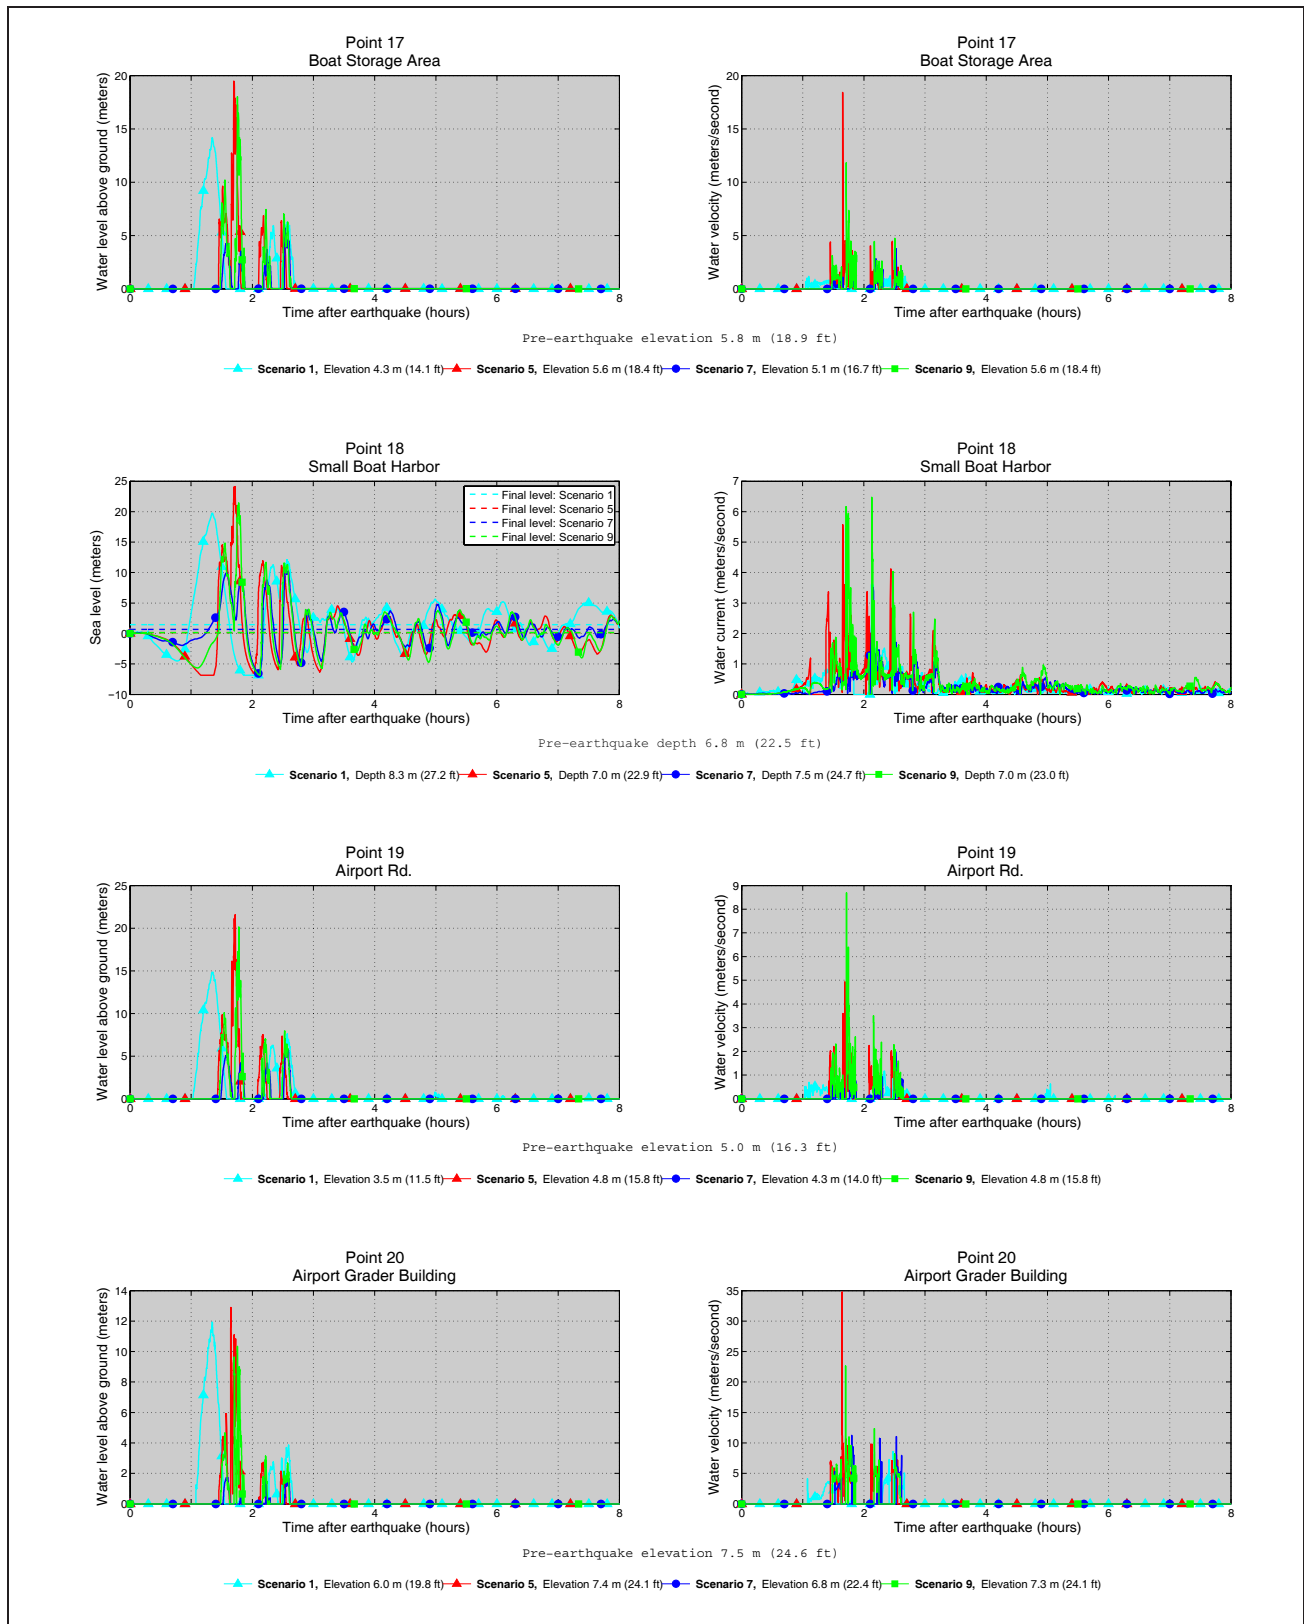 Point 17
Boat Storage Area
Water level above ground (meters)
20
15
10
5
0
0 2 4 6 8
Time after earthquake (hours)
Point 17
Boat Storage Area
Water velocity (meters/second)
20
15
10
5
0
0 2 4 6 8
Time after earthquake (hours)
Pre-earthquake elevation 5.8 m (18.9 ft)
Scenario 1, Elevation 4.3 m (14.1 ft) Scenario 5, Elevation 5.6 m (18.4 ft) Scenario 7, Elevation 5.1 m (16.7 ft) Scenario 9, Elevation 5.6 m (18.4 ft)
Point 18
Small Boat Harbor
Sea level (meters)
25
20
15
10
5
0
−5
−10
0 2 4 6 8
Time after earthquake (hours)
Final level: Scenario 1
Final level: Scenario 5
Final level: Scenario 7
Final level: Scenario 9
Point 18
Small Boat Harbor
Water current (meters/second)
7
6
5
4
3
2
1
0
0 2 4 6 8
Time after earthquake (hours)
Pre-earthquake depth 6.8 m (22.5 ft)
Scenario 1, Depth 8.3 m (27.2 ft) Scenario 5, Depth 7.0 m (22.9 ft) Scenario 7, Depth 7.5 m (24.7 ft) Scenario 9, Depth 7.0 m (23.0 ft)
Point 19
Airport Rd.
Water level above ground (meters)
25
20
15
10
5
0
0 2 4 6 8
Time after earthquake (hours)
Point 19
Airport Rd.
Water velocity (meters/second)
9
8
7
6
5
4
3
2
1
0
0 2 4 6 8
Time after earthquake (hours)
Pre-earthquake elevation 5.0 m (16.3 ft)
Scenario 1, Elevation 3.5 m (11.5 ft) Scenario 5, Elevation 4.8 m (15.8 ft) Scenario 7, Elevation 4.3 m (14.0 ft) Scenario 9, Elevation 4.8 m (15.8 ft)
Point 20
Airport Grader Building
Water level above ground (meters)
14
12
10
8
6
4
2
0
0 2 4 6 8
Time after earthquake (hours)
Point 20
Airport Grader Building
Water velocity (meters/second)
35
30
25
20
15
10
5
0
0 2 4 6 8
Time after earthquake (hours)
Pre-earthquake elevation 7.5 m (24.6 ft)
Scenario 1, Elevation 6.0 m (19.8 ft) Scenario 5, Elevation 7.4 m (24.1 ft) Scenario 7, Elevation 6.8 m (22.4 ft) Scenario 9, Elevation 7.3 m (24.1 ft)